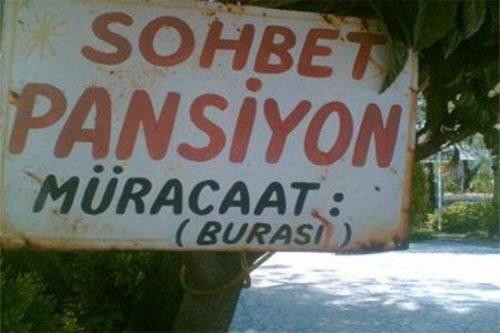 SOHBET
PANSİYON
MÜRACAAT :
( BURASI )